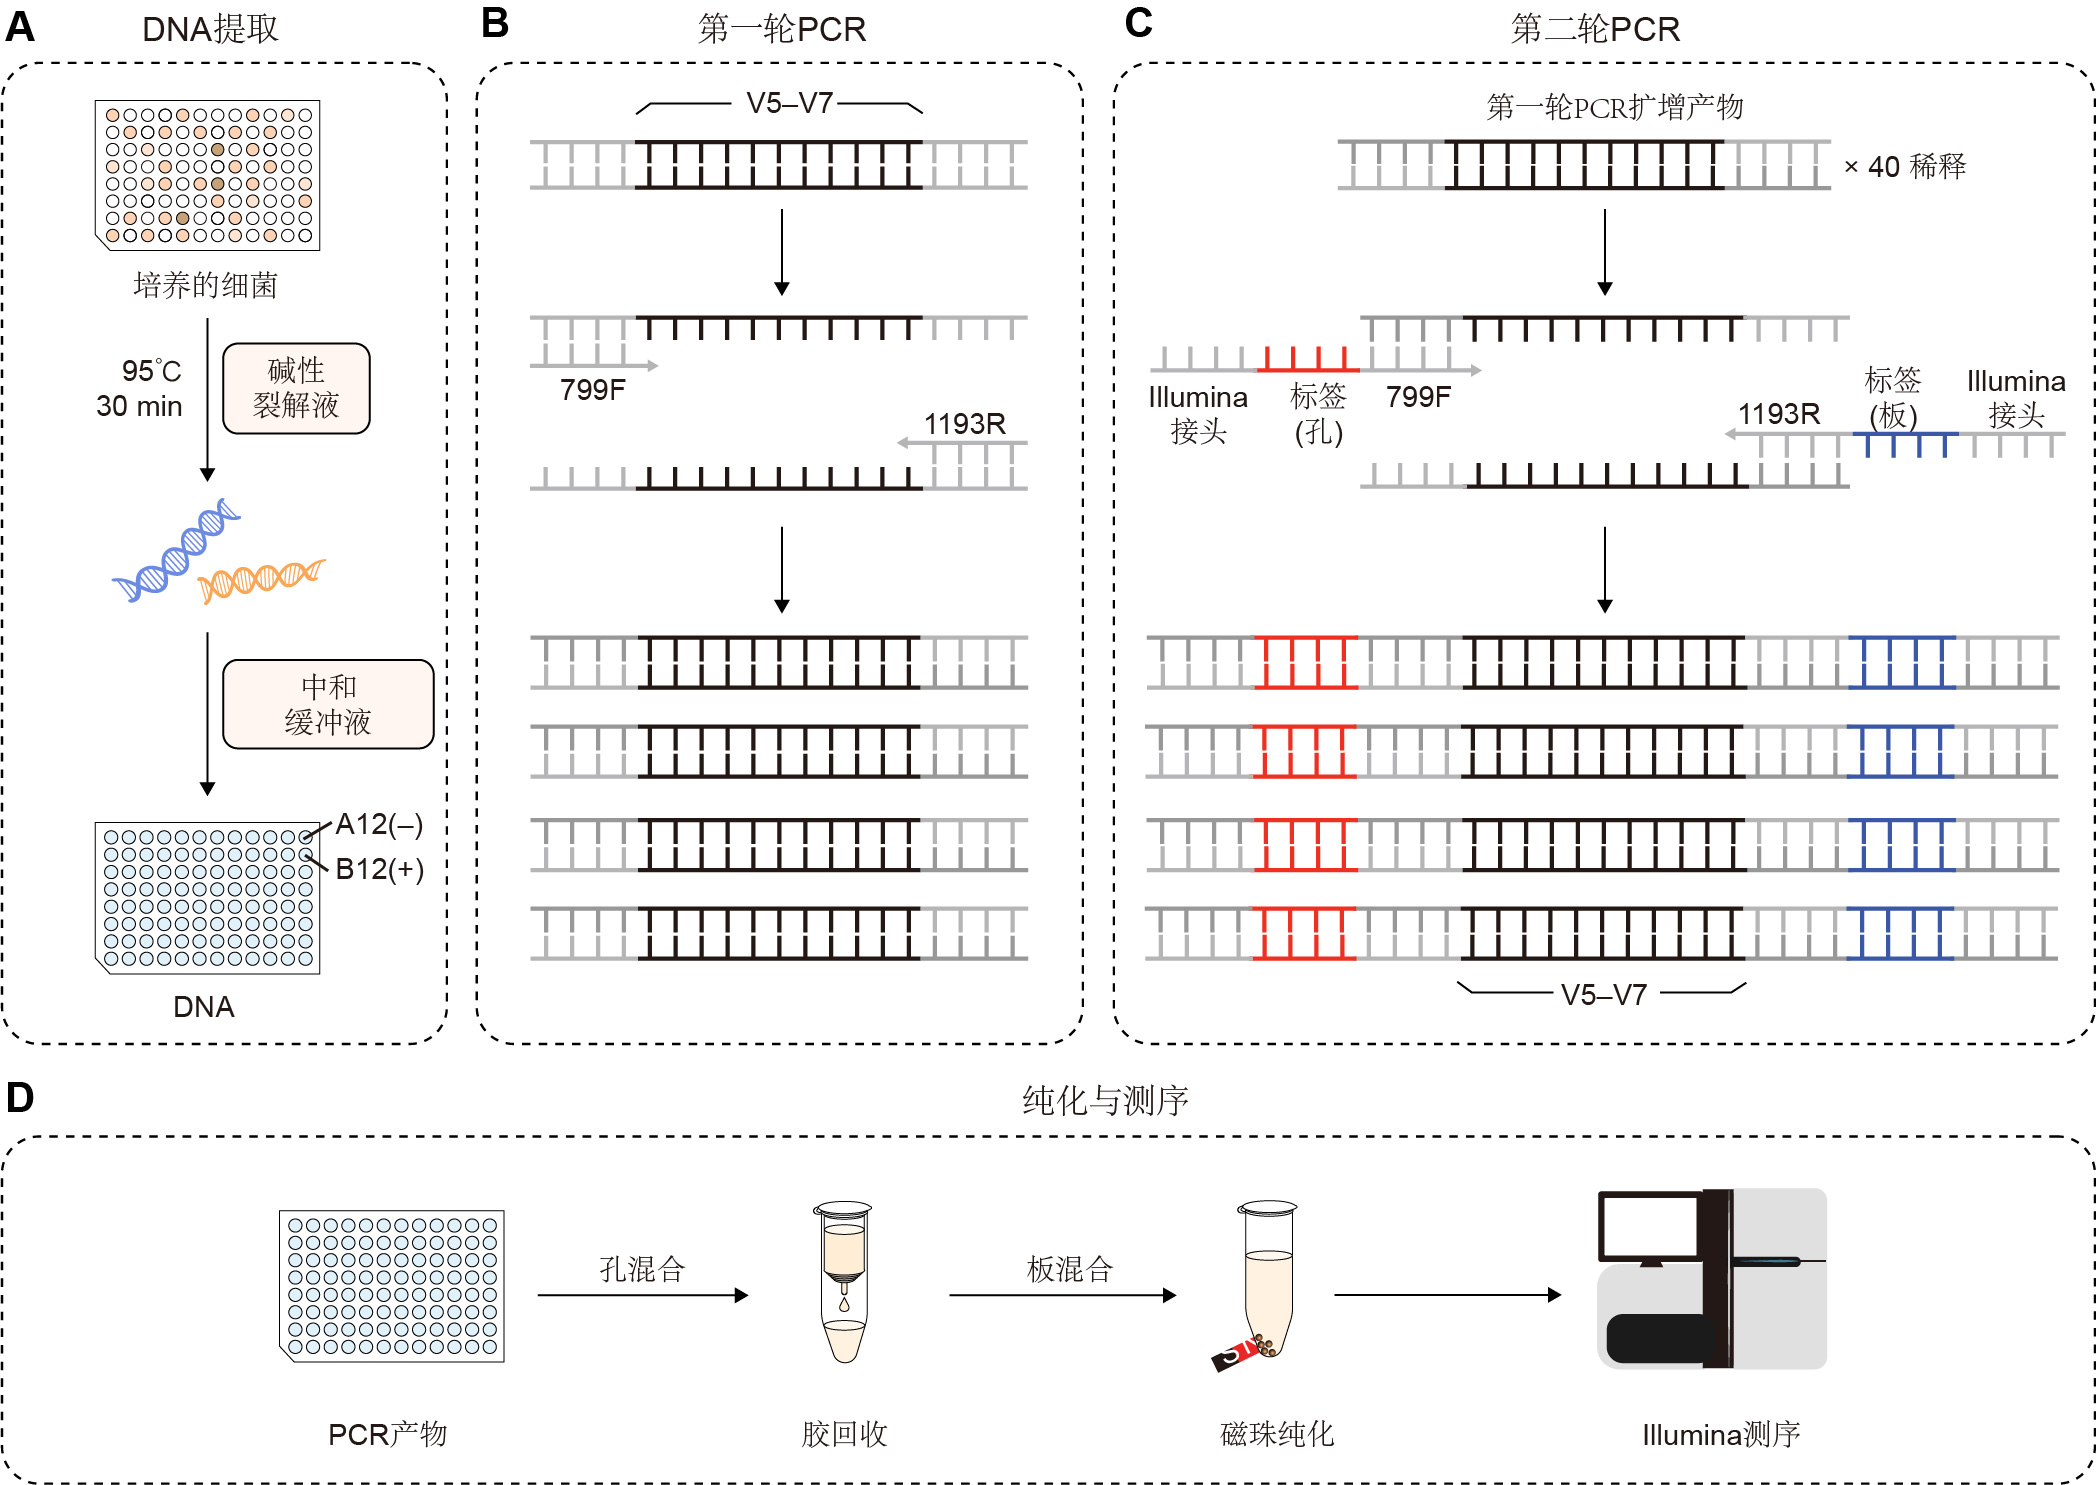 A
DNA提取
培养的细菌
95°C
30 min
碱性
裂解液
中和
缓冲液
A12(–)
B12(+)
DNA
B
第一轮PCR
V5–V7
799F
1193R
C
第二轮PCR
第一轮PCR扩增产物
× 40 稀释
Illumina
接头
标签
(孔)
799F
1193R
标签
(板)
Illumina
接头
V5–V7
D
纯化与测序
孔混合
板混合
PCR产物
胶回收
磁珠纯化
Illumina测序